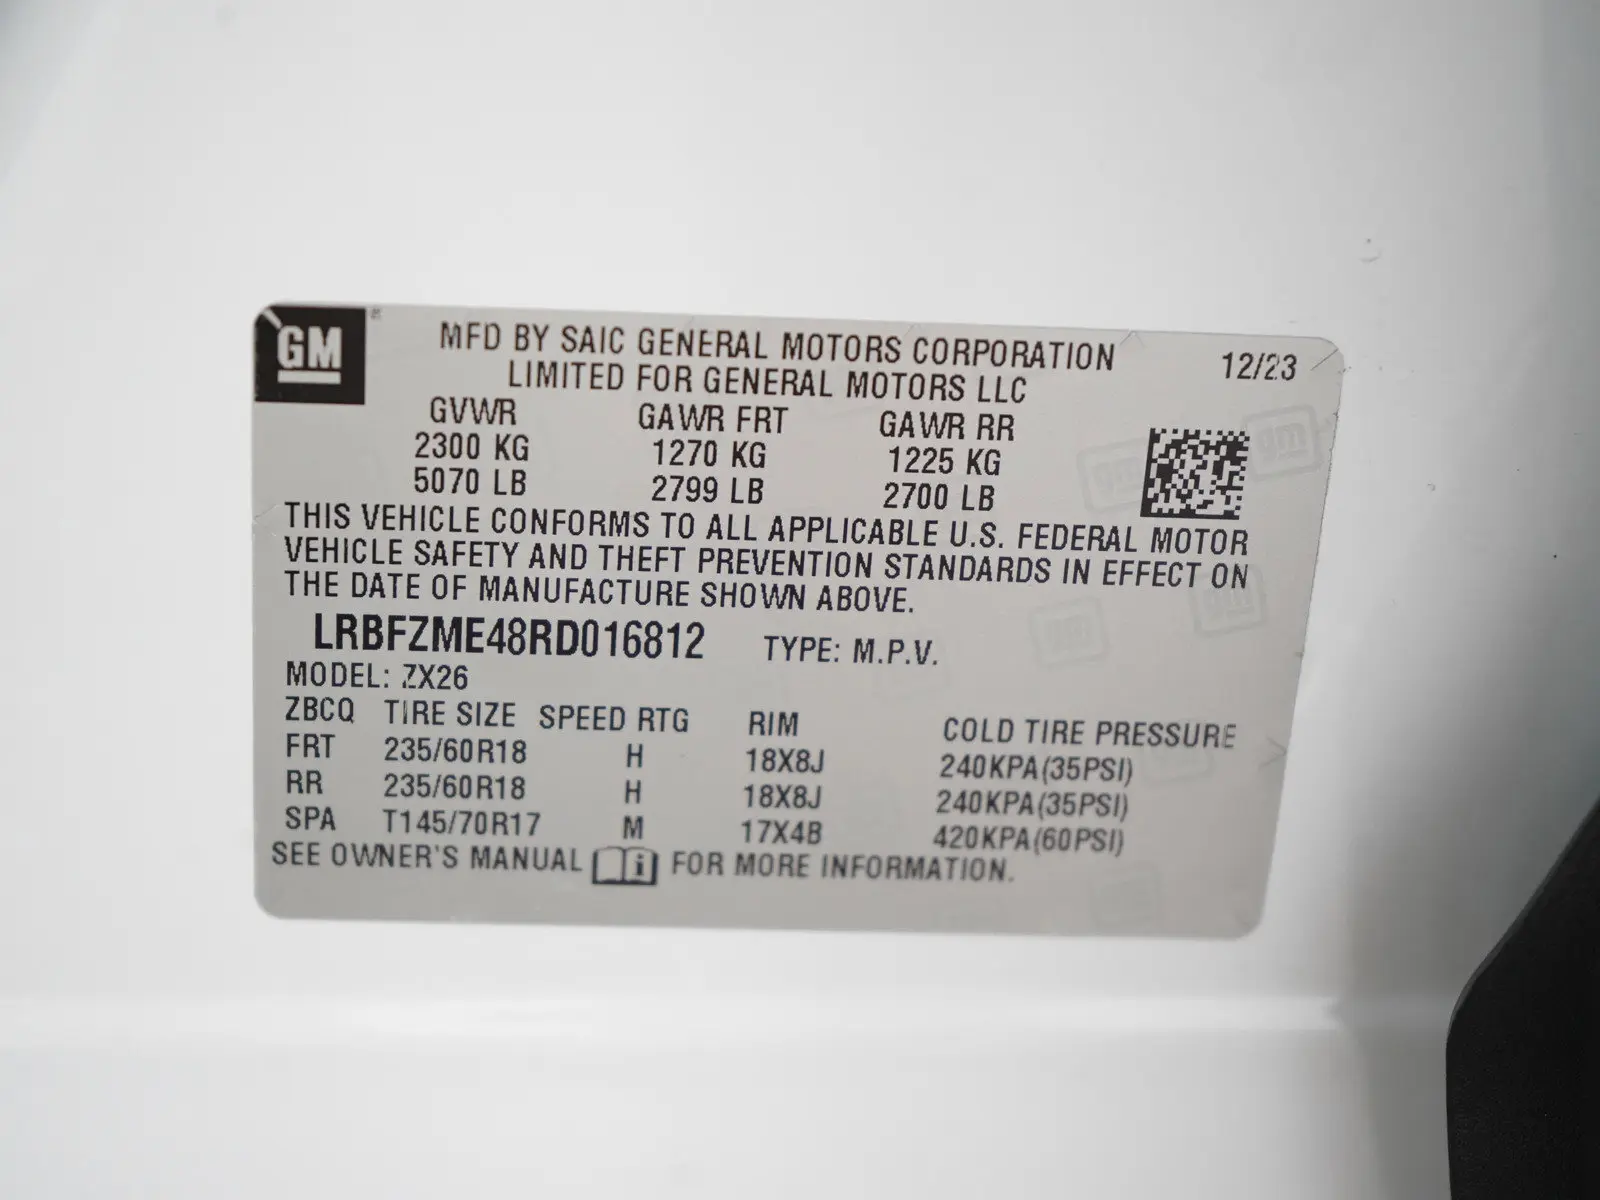 GM ®
MFD BY SAIC GENERAL MOTORS CORPORATION
LIMITED FOR GENERAL MOTORS LLC
12/23
GVWR GAWR FRT GAWR RR
2300 KG 1270 KG 1225 KG
5070 LB 2799 LB 2700 LB
THIS VEHICLE CONFORMS TO ALL APPLICABLE U.S. FEDERAL MOTOR
VEHICLE SAFETY AND THEFT PREVENTION STANDARDS IN EFFECT ON
THE DATE OF MANUFACTURE SHOWN ABOVE.
LRBFZME48RD016812 TYPE: M.P.V.
MODEL: ZX26
ZBCQ TIRE SIZE SPEED RTG RIM COLD TIRE PRESSURE
FRT 235/60R18 H 18X8J 240KPA(35PSI)
RR 235/60R18 H 18X8J 240KPA(35PSI)
SPA T145/70R17 M 17X4B 420KPA(60PSI)
SEE OWNER'S MANUAL i FOR MORE INFORMATION.